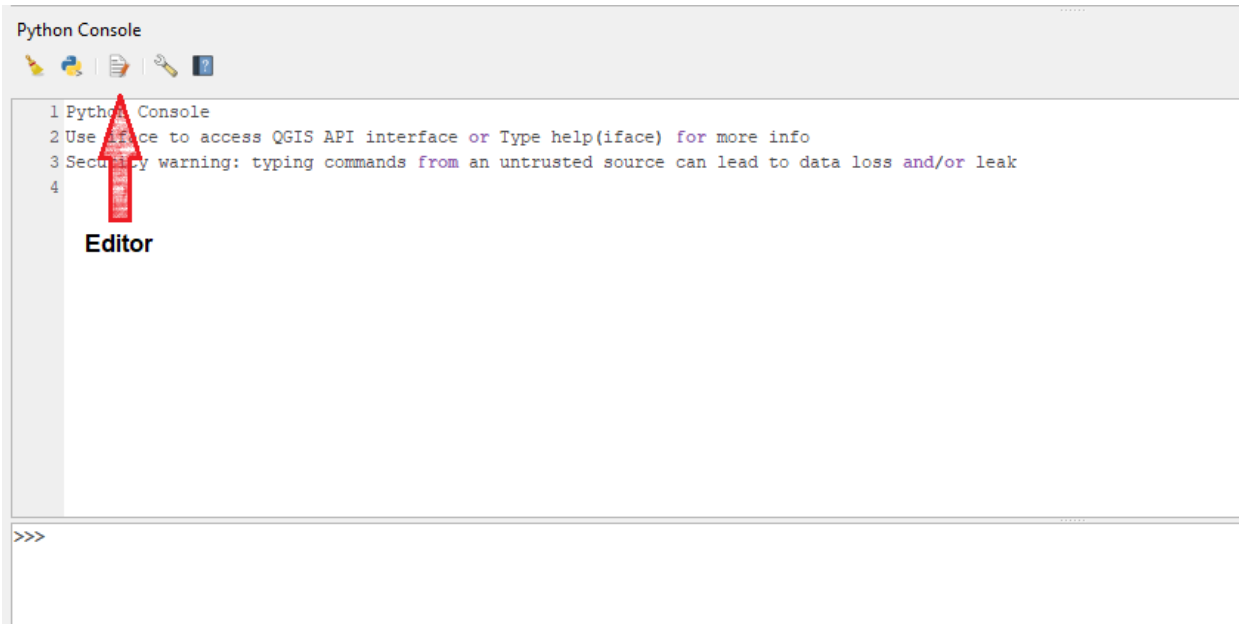 Python Console
1 Python Console
2 Use iface to access QGIS API interface or Type help(iface) for more info
3 Security warning: typing commands from an untrusted source can lead to data loss and/or leak
4
Editor
>>>